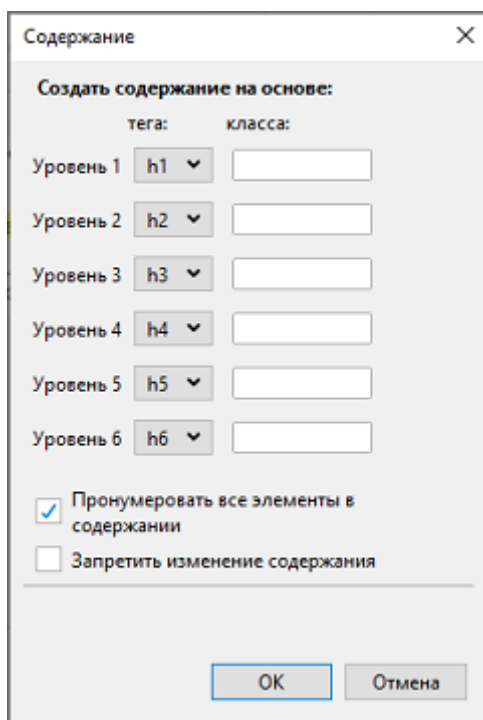 Содержание
Создать содержание на основе:
тега: класса:
Уровень 1 h1
Уровень 2 h2
Уровень 3 h3
Уровень 4 h4
Уровень 5 h5
Уровень 6 h6
Пронумеровать все элементы в
содержании
Запретить изменение содержания
OK Отмена